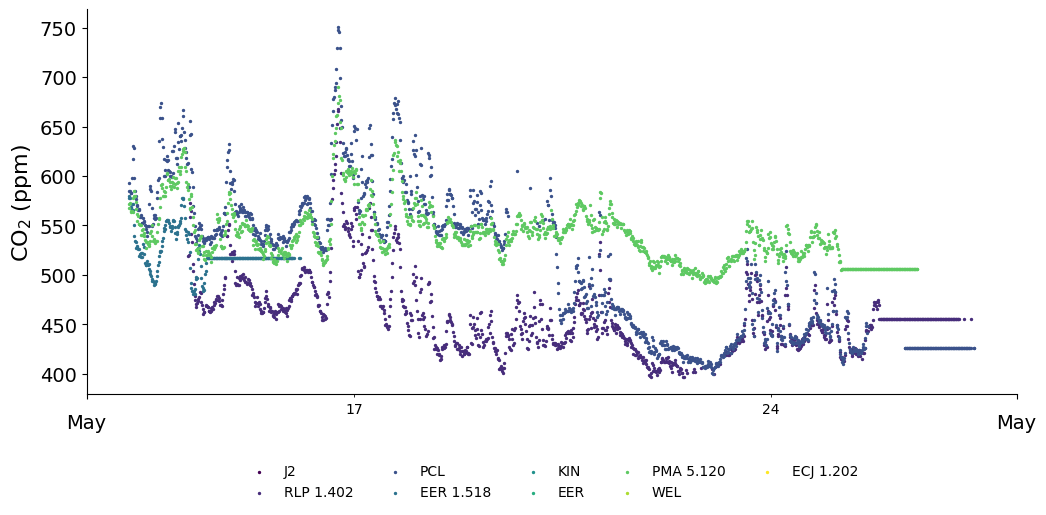 CO₂ (ppm)
750
700
650
600
550
500
450
400
17
24
May
May
J2
PCL
KIN
PMA 5.120
ECJ 1.202
RLP 1.402
EER 1.518
EER
WEL